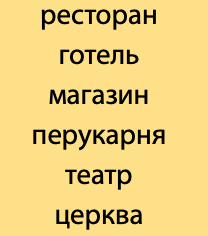 ресторан
готель
магазин
перукарня
театр
церква